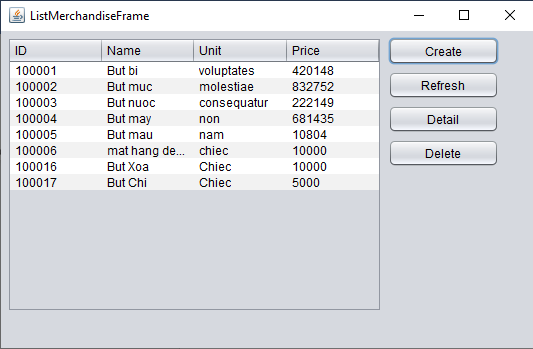 ListMerchandiseFrame
ID Name Unit Price
100001 But bi voluptates 420148
100002 But muc molestiae 832752
100003 But nuoc consequatur 222149
100004 But may non 681435
100005 But mau nam 10804
100006 mat hang de... chiec 10000
100016 But Xoa Chiec 10000
100017 But Chi Chiec 5000
Create
Refresh
Detail
Delete